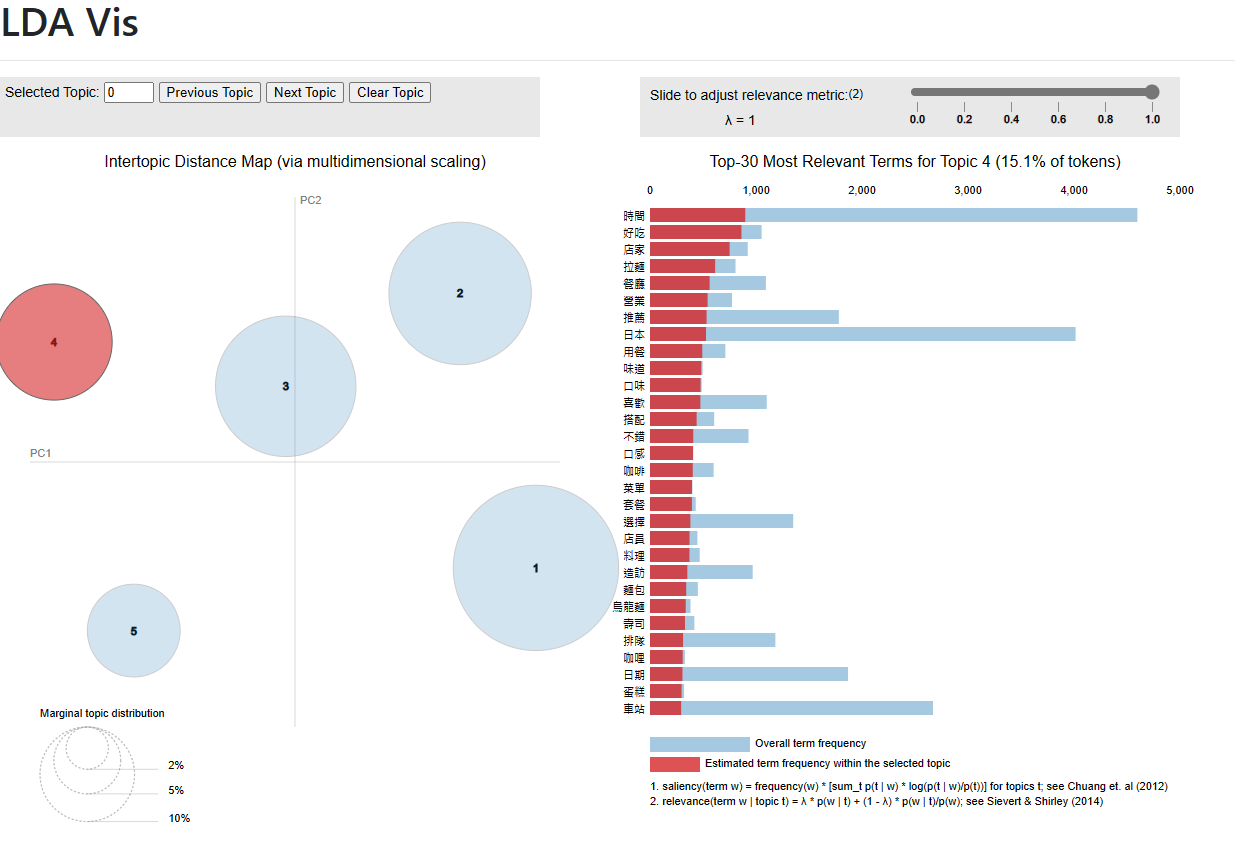 LDA Vis
Selected Topic: 0 Previous Topic Next Topic Clear Topic
Slide to adjust relevance metric:(2)
λ = 1
0.0 0.2 0.4 0.6 0.8 1.0
Intertopic Distance Map (via multidimensional scaling)
PC2
PC1
2
4
3
1
5
Marginal topic distribution
2%
5%
10%
Top-30 Most Relevant Terms for Topic 4 (15.1% of tokens)
0 1,000 2,000 3,000 4,000 5,000
時間
好吃
店家
拉麵
餐廳
營業
推薦
日本
用餐
味道
口味
喜歡
搭配
不錯
口感
咖啡
菜單
套餐
選擇
店員
料理
造訪
麵包
烏龍麵
壽司
排隊
咖哩
日期
蛋糕
車站
Overall term frequency
Estimated term frequency within the selected topic
1. saliency(term w) = frequency(w) * [sum_t p(t | w) * log(p(t | w)/p(t))] for topics t; see Chuang et. al (2012)
2. relevance(term w | topic t) = λ * p(w | t) + (1 - λ) * p(w | t)/p(w); see Sievert & Shirley (2014)